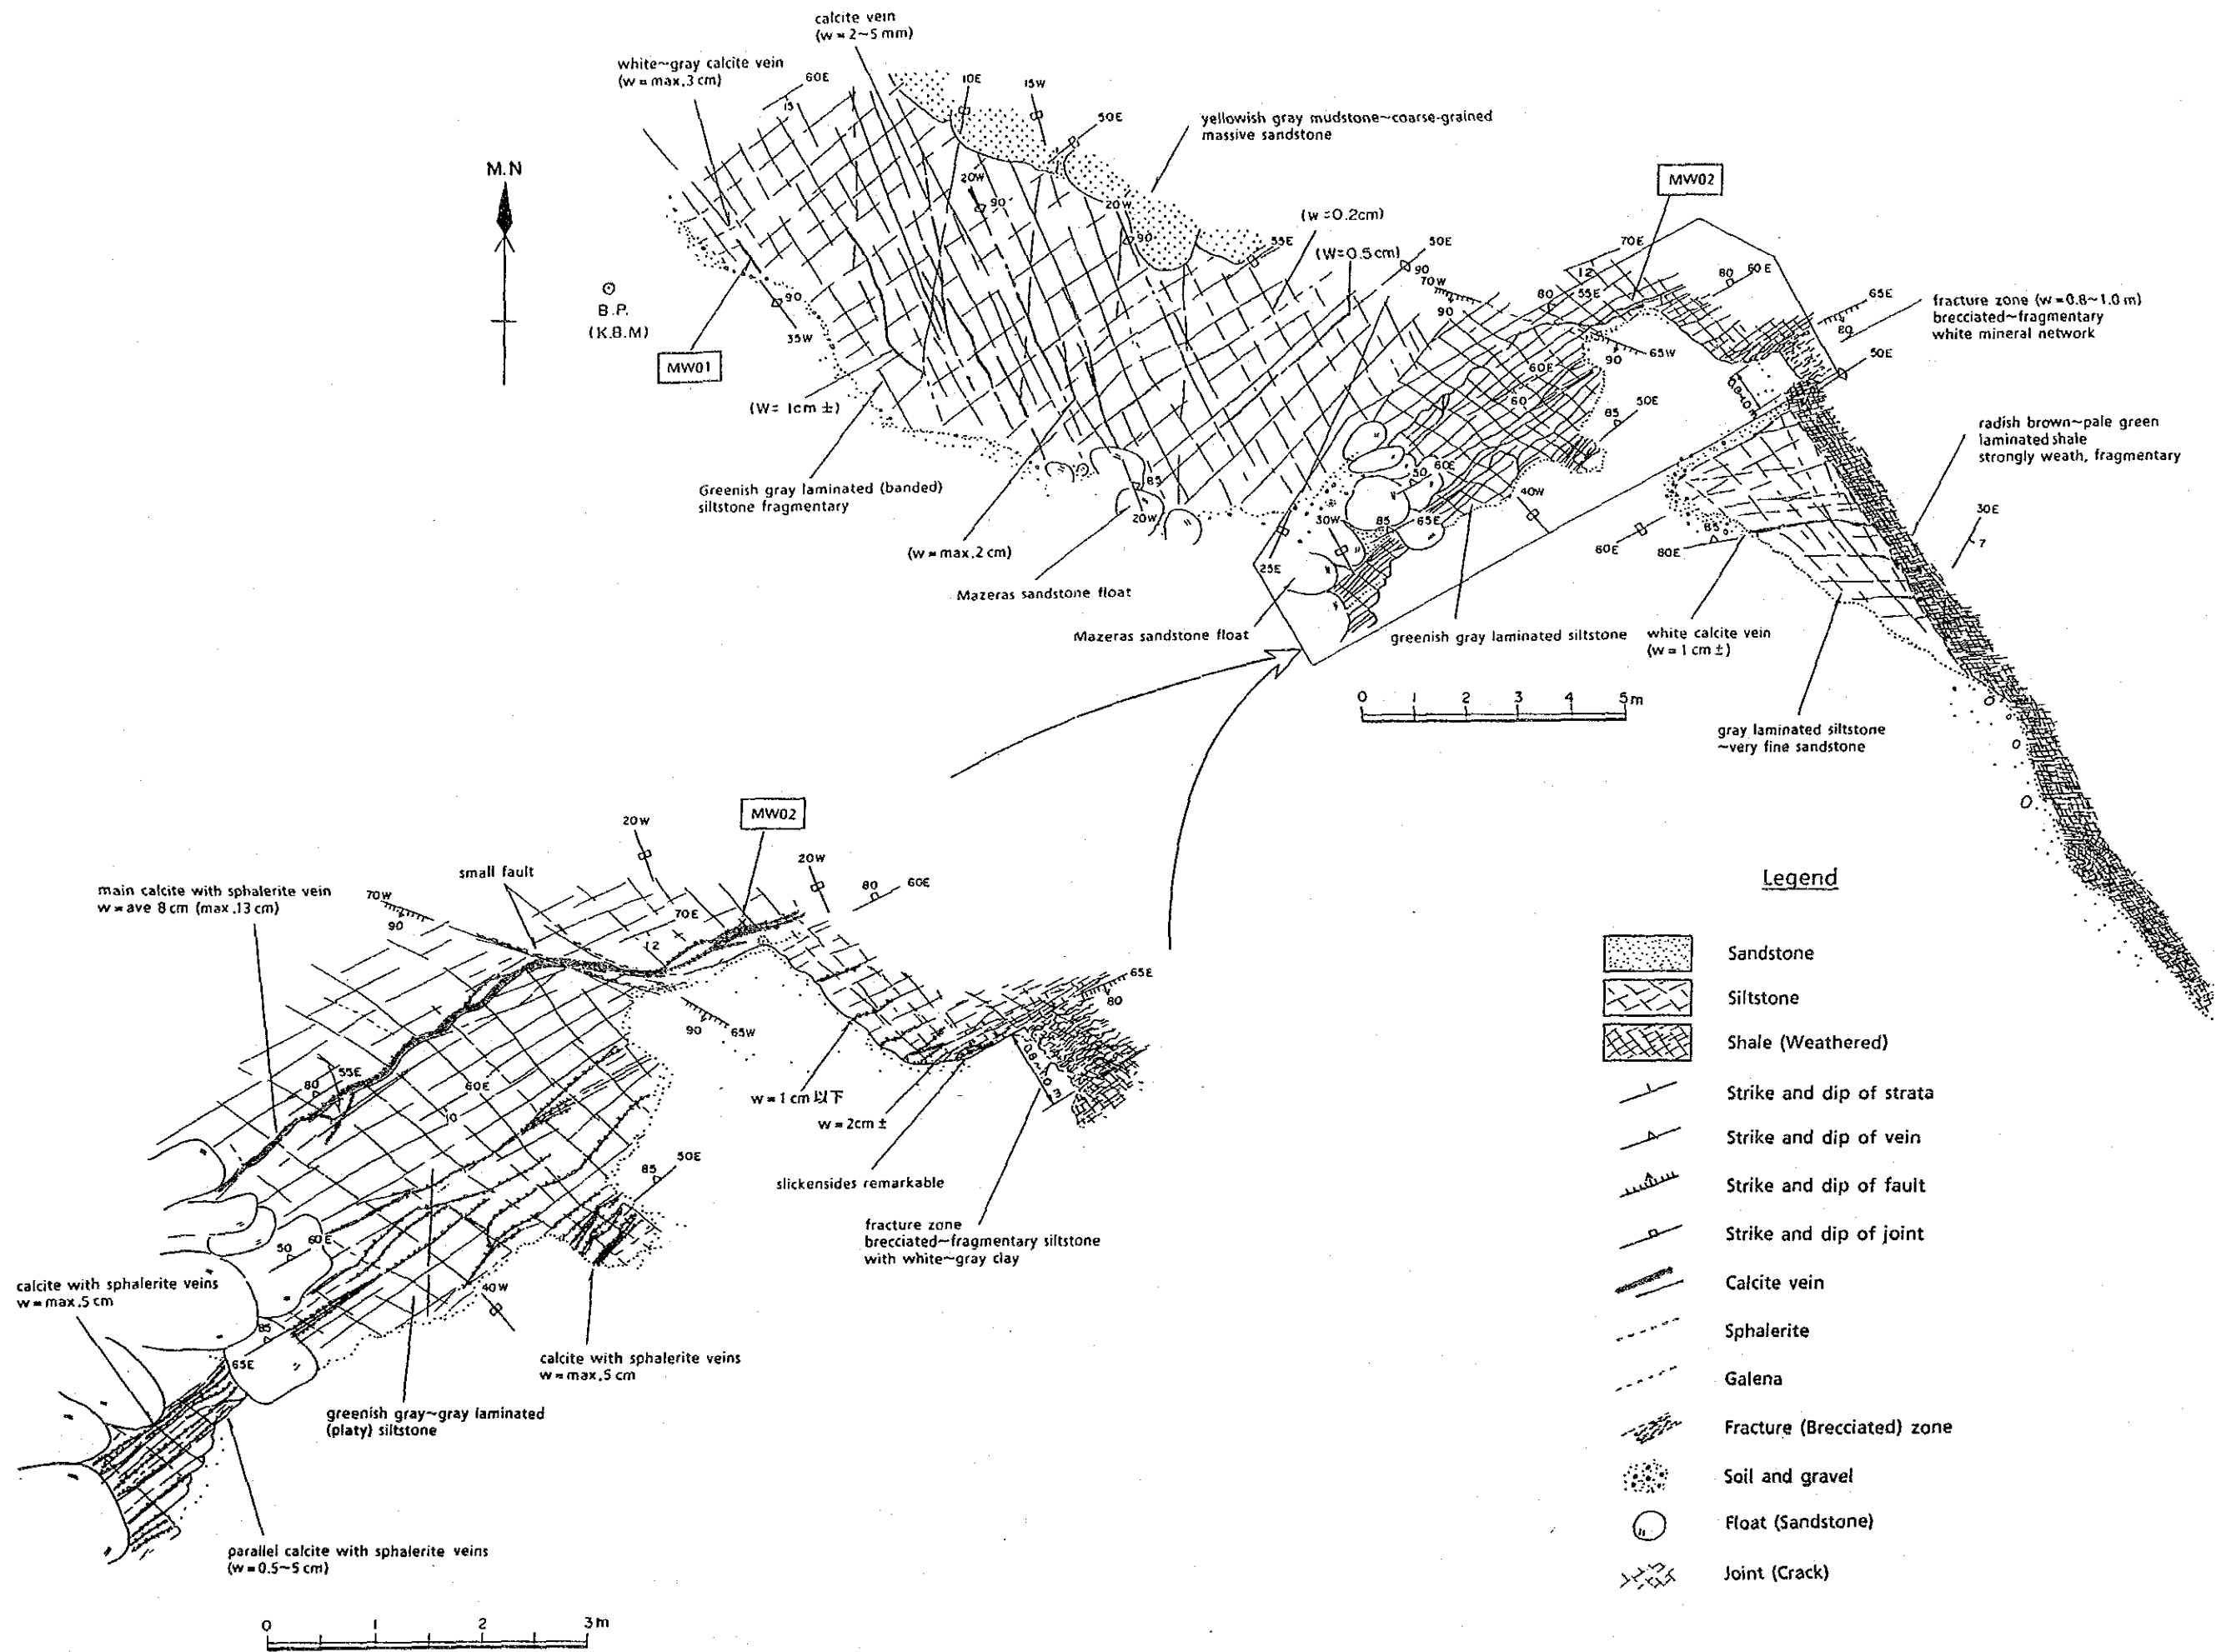 calcite vein
(w = 2~5 mm)
white~gray calcite vein
(w = max.3 cm)
60E
15
10E
15W
50E
yellowish gray mudstone~coarse-grained
massive sandstone
M.N
B.P.
(K.B.M)
MW01
90
35W
20W
90
20W
90
55E
(w =0.2cm)
(W=0.5cm)
50E
90
70W
90
MW02
70E
12
80
55E
80
60E
65E
80
fracture zone (w =0.8~1.0 m)
brecciated~fragmentary
white mineral network
50E
65W
90
60E
60
85
50E
radish brown~pale green
laminated shale
strongly weath, fragmentary
(W= 1cm ±)
Greenish gray laminated (banded)
siltstone fragmentary
(w = max.2 cm)
85
20W
Mazeras sandstone float
50
60E
40W
30W
85
65E
25E
60E
80E
85
30E
7
Mazeras sandstone float
greenish gray laminated siltstone
white calcite vein
(w = 1 cm ±)
gray laminated siltstone
~very fine sandstone
0 1 2 3 4 5m
MW02
20W
20W
small fault
main calcite with sphalerite vein
w = ave 8 cm (max.13 cm)
70W
90
70E
12
80
60E
65E
80
90
65W
80
55E
60E
10
w = 1 cm 以下
w = 2cm ±
85
50E
slickensides remarkable
fracture zone
brecciated~fragmentary siltstone
with white~gray clay
50
60E
40W
calcite with sphalerite veins
w = max.5 cm
85
65E
calcite with sphalerite veins
w = max.5 cm
greenish gray~gray laminated
(platy) siltstone
parallel calcite with sphalerite veins
(w = 0.5~5 cm)
0 1 2 3 m
Legend
Sandstone
Siltstone
Shale (Weathered)
Strike and dip of strata
Strike and dip of vein
Strike and dip of fault
Strike and dip of joint
Calcite vein
Sphalerite
Galena
Fracture (Brecciated) zone
Soil and gravel
Float (Sandstone)
Joint (Crack)